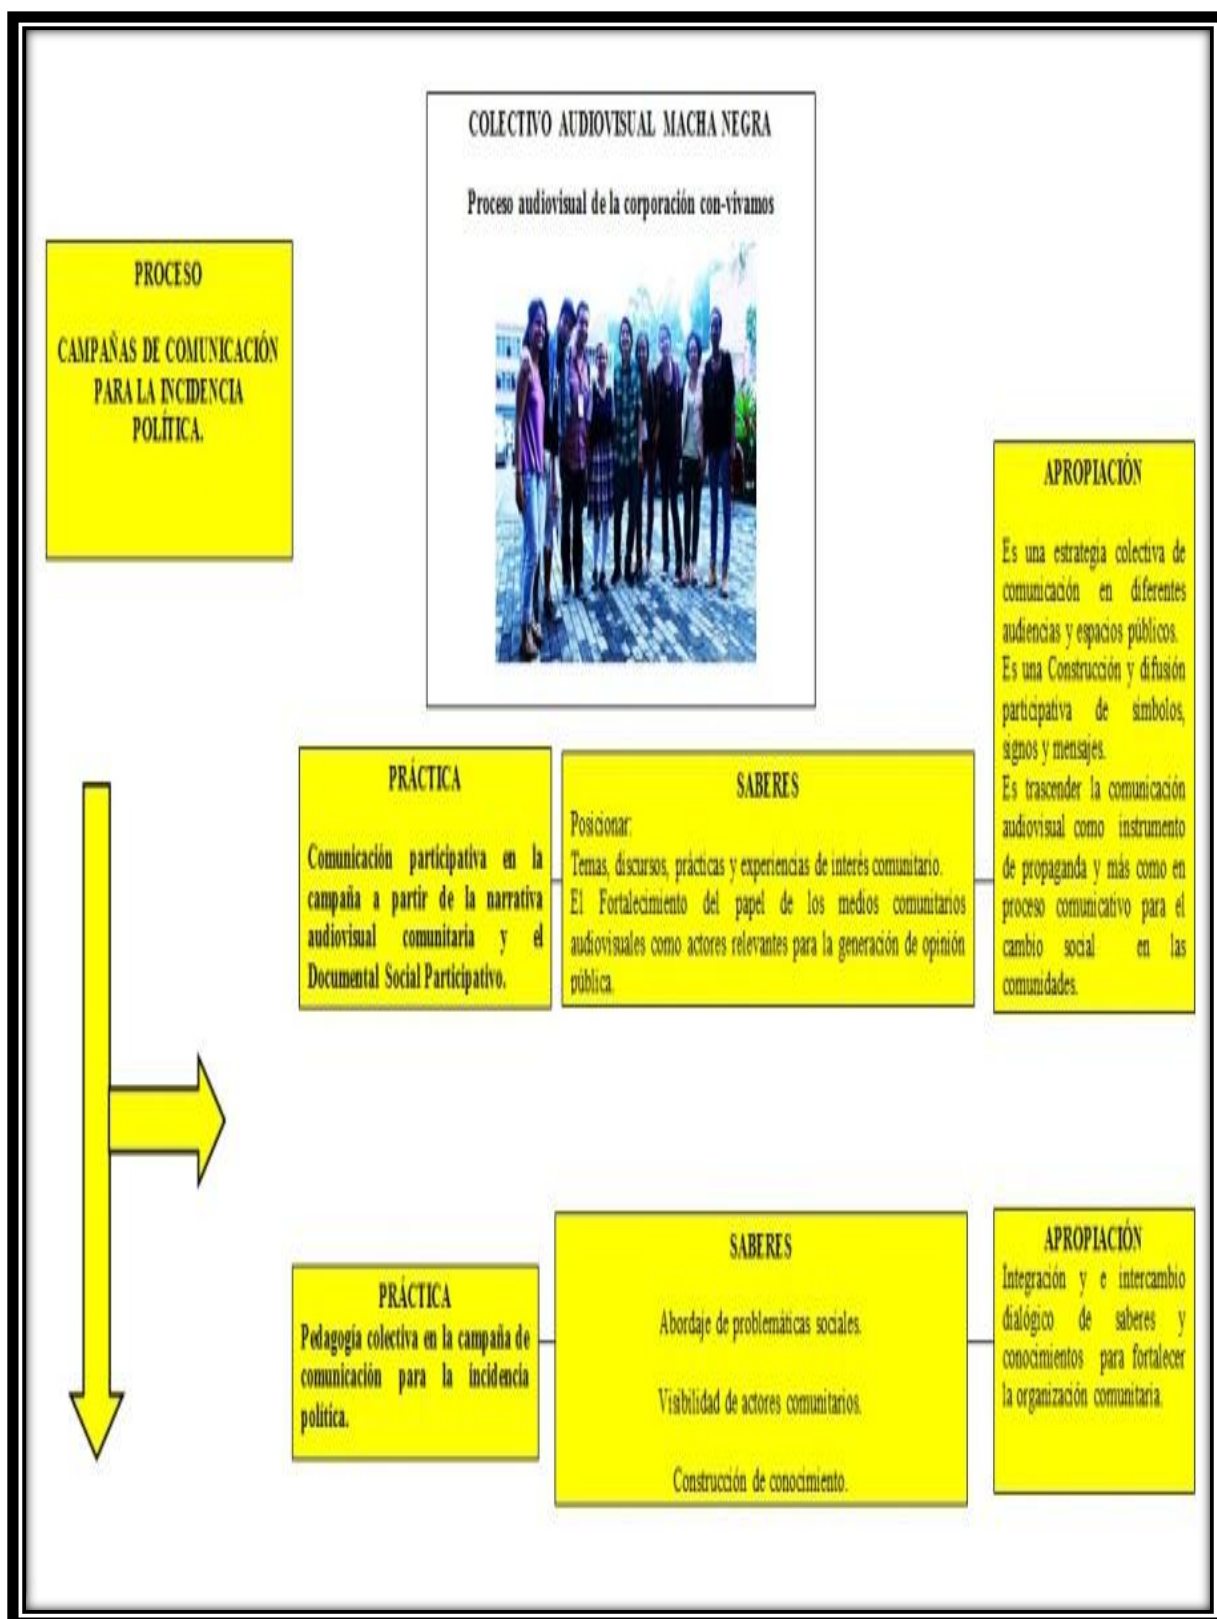 COLECTIVO AUDIOVISUAL MACHA NEGRA
Proceso audiovisual de la corporación con-vivamos
PROCESO
CAMPAÑAS DE COMUNICACIÓN
PARA LA INCIDENCIA
POLÍTICA.
PRÁCTICA
Comunicación participativa en la
campaña a partir de la narrativa
audiovisual comunitaria y el
Documental Social Participativo.
SABERES
Posicionar:
Temas, discursos, prácticas y experiencias de interés comunitario.
El Fortalecimiento del papel de los medios comunitarios
audiovisuales como actores relevantes para la generación de opinión
pública.
APROPIACIÓN
Es una estrategia colectiva de
comunicación en diferentes
audiencias y espacios públicos.
Es una Construcción y difusión
participativa de símbolos,
signos y mensajes.
Es trascender la comunicación
audiovisual como instrumento
de propaganda y más como en
proceso comunicativo para el
cambio social en las
comunidades.
PRÁCTICA
Pedagogía colectiva en la campaña de
comunicación para la incidencia
política.
SABERES
Abordaje de problemáticas sociales.
Visibilidad de actores comunitarios.
Construcción de conocimiento.
APROPIACIÓN
Integración y e intercambio
dialógico de saberes y
conocimientos para fortalecer
la organización comunitaria.